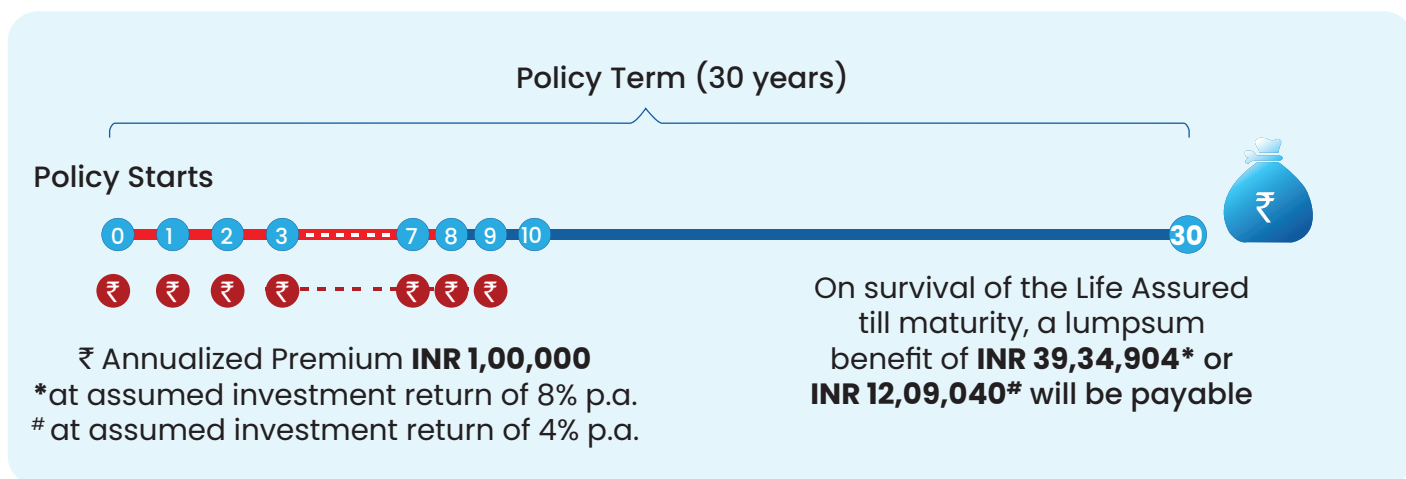 Policy Term (30 years)
Policy Starts
0 1 2 3 7 8 9 10 30
₹
₹ ₹ ₹ ₹ ₹ ₹ ₹
₹ Annualized Premium INR 1,00,000
*at assumed investment return of 8% p.a.
# at assumed investment return of 4% p.a.
On survival of the Life Assured
till maturity, a lumpsum
benefit of INR 39,34,904* or
INR 12,09,040# will be payable